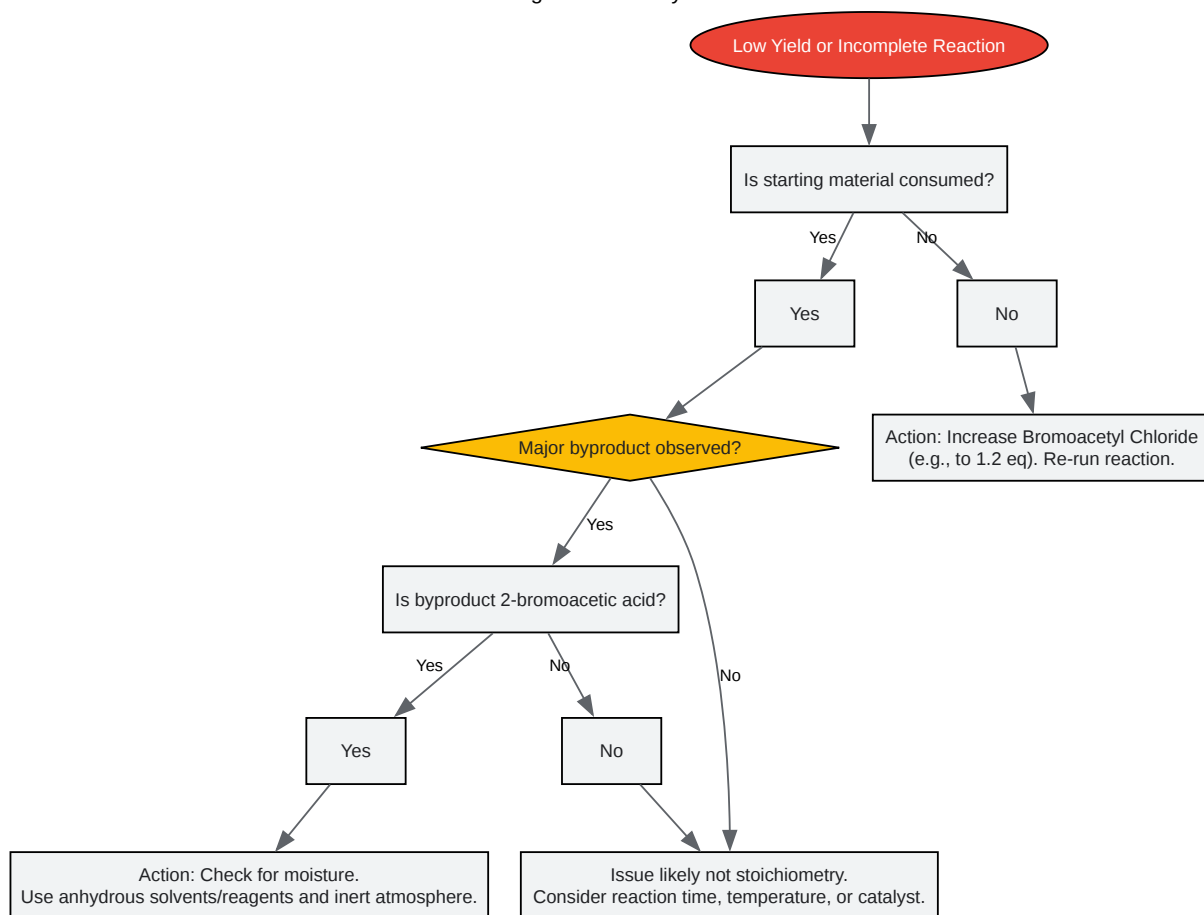 Low Yield or Incomplete Reaction
Is starting material consumed?
Yes
No
Yes
No
Major byproduct observed?
Action: Increase Bromoacetyl Chloride
(e.g., to 1.2 eq). Re-run reaction.
Yes
Is byproduct 2-bromoacetic acid?
Yes
No
No
Yes
No
Action: Check for moisture.
Use anhydrous solvents/reagents and inert atmosphere.
Issue likely not stoichiometry.
Consider reaction time, temperature, or catalyst.